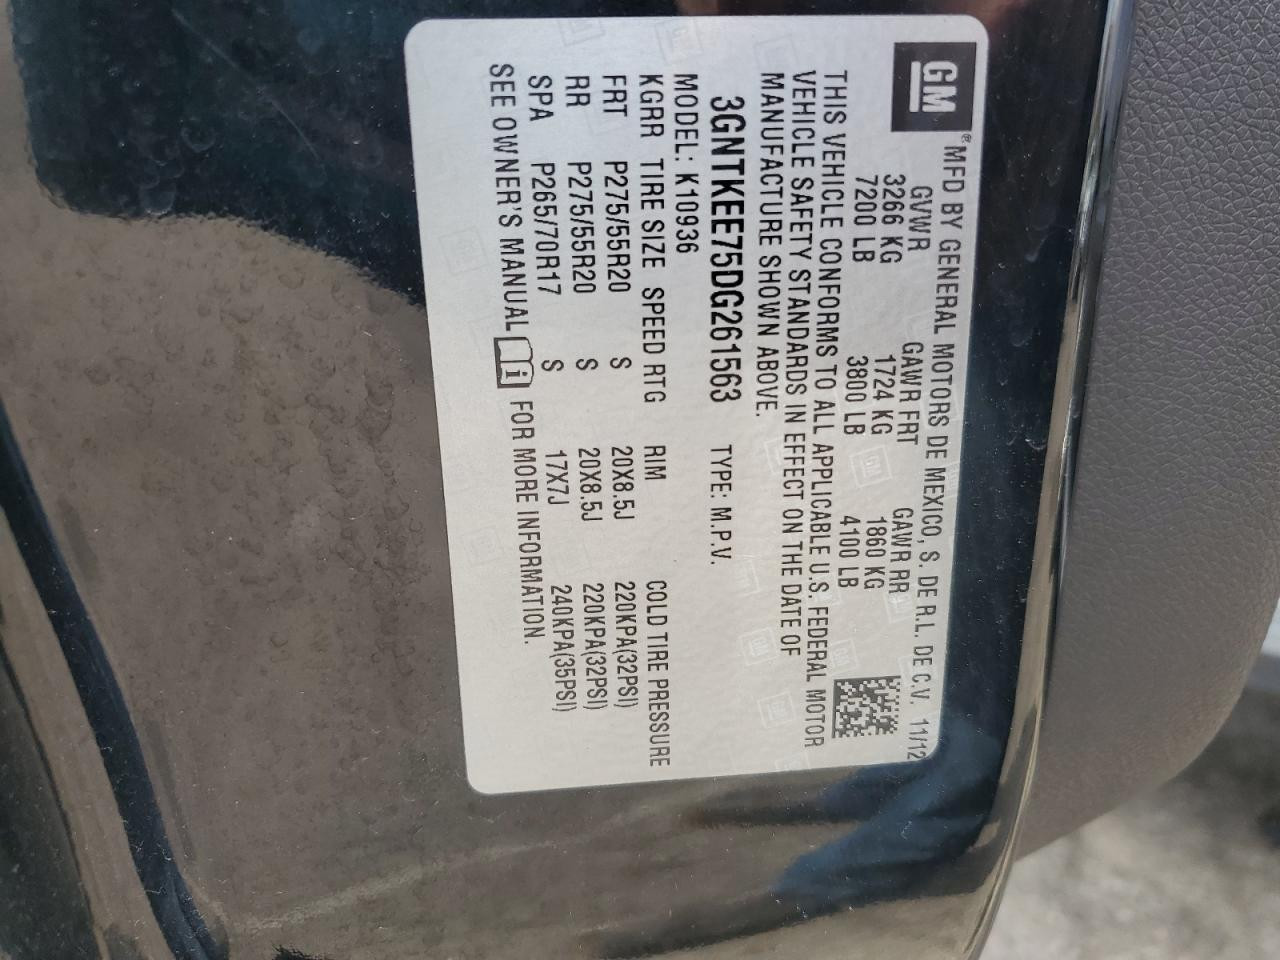 GM
® MFD BY GENERAL MOTORS DE MEXICO, S. DE R.L. DE C.V. 11/12
GVWR GAWR FRT GAWR RR
3266 KG 1724 KG 1860 KG
7200 LB 3800 LB 4100 LB
THIS VEHICLE CONFORMS TO ALL APPLICABLE U.S. FEDERAL MOTOR
VEHICLE SAFETY STANDARDS IN EFFECT ON THE DATE OF
MANUFACTURE SHOWN ABOVE.
3GNTKEE75DG261563 TYPE: M.P.V.
MODEL: K10936
KGRR TIRE SIZE SPEED RTG RIM COLD TIRE PRESSURE
FRT P275/55R20 S 20X8.5J 220KPA(32PSI)
RR P275/55R20 S 20X8.5J 220KPA(32PSI)
SPA P265/70R17 S 17X7J 240KPA(35PSI)
SEE OWNER'S MANUAL i FOR MORE INFORMATION.